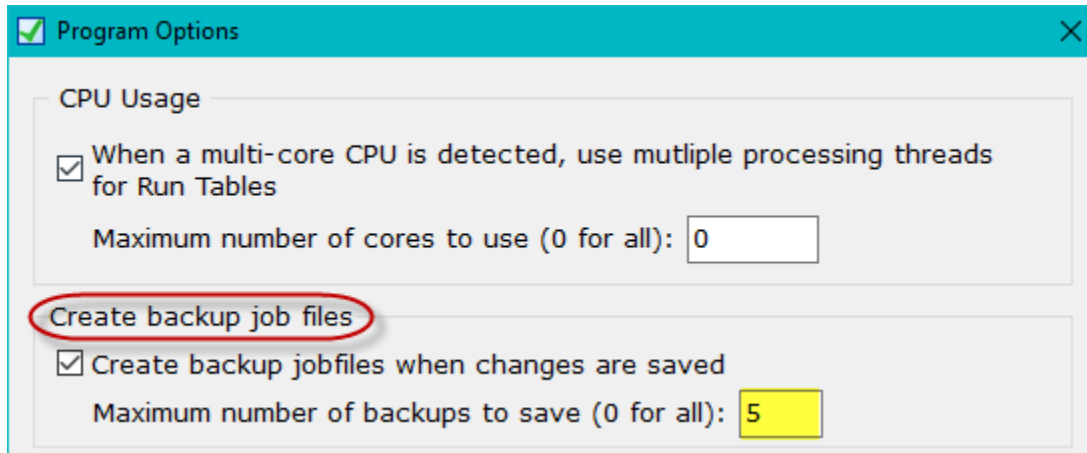 Program Options
CPU Usage
When a multi-core CPU is detected, use mutliple processing threads
for Run Tables
Maximum number of cores to use (0 for all): 0
Create backup job files
Create backup jobfiles when changes are saved
Maximum number of backups to save (0 for all): 5